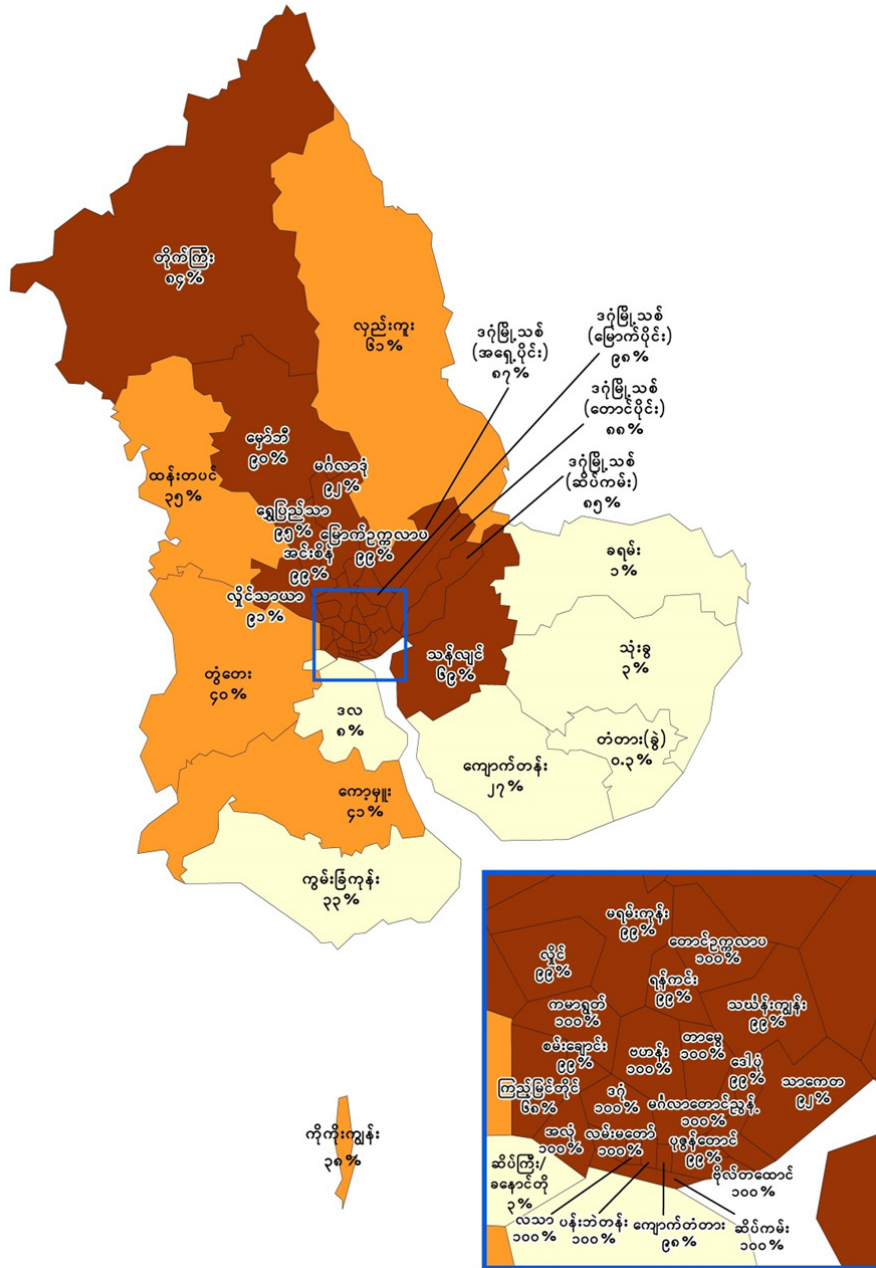 တိုက်ကြီး
၈၄%
လှည်းကူး
၆၁%
ဒဂုံမြို့သစ်
(အရှေ့ပိုင်း)
၈၇%
ဒဂုံမြို့သစ်
(မြောက်ပိုင်း)
၉၈%
ဒဂုံမြို့သစ်
(တောင်ပိုင်း)
၈၈%
ဒဂုံမြို့သစ်
(ဆိပ်ကမ်း)
၈၅%
မှော်ဘီ
၉၀%
မင်္ဂလာဒုံ
၉၂%
ထန်းတပင်
၃၅%
ရွှေပြည်သာ
၉၅%
မြောက်ဥက္ကလာပ
၉၉%
အင်းစိန်
၉၉%
လှိုင်သာယာ
၉၁%
ခရမ်း
၁%
သုံးခွ
၃%
သန်လျင်
၆၉%
တွံတေး
၄၀%
ဒလ
၈%
တံတား(ခွဲ)
၀.၃%
ကျောက်တန်း
၂၇%
ကော့မှူး
၄၁%
ကွမ်းခြံကုန်း
၃၃%
ကိုကိုးကျွန်း
၃၈%
မရမ်းကုန်း
၉၉%
တောင်ဥက္ကလာပ
၁၀၀%
လှိုင်
၉၉%
ရန်ကင်း
၉၉%
သင်္ဃန်းကျွန်း
၉၉%
ကမာရွတ်
၁၀၀%
တာမွေ
၁၀၀%
စမ်းချောင်း
၉၉%
ဗဟန်း
၁၀၀%
ဒေါပုံ
၉၉%
သာကေတ
၉၂%
ကြည့်မြင်တိုင်
၆၈%
ဒဂုံ
၁၀၀%
မင်္ဂလာတောင်ညွန့်
၁၀၀%
အလုံ
၁၀၀%
လမ်းမတော်
၁၀၀%
ပုဇွန်တောင်
၉၉%
ဗိုလ်တထောင်
၁၀၀%
ဆိပ်ကြီး/
ခနောင်တို
၃%
လသာ
၁၀၀%
ပန်းဘဲတန်း
၁၀၀%
ကျောက်တံတား
၉၈%
ဆိပ်ကမ်း
၁၀၀%